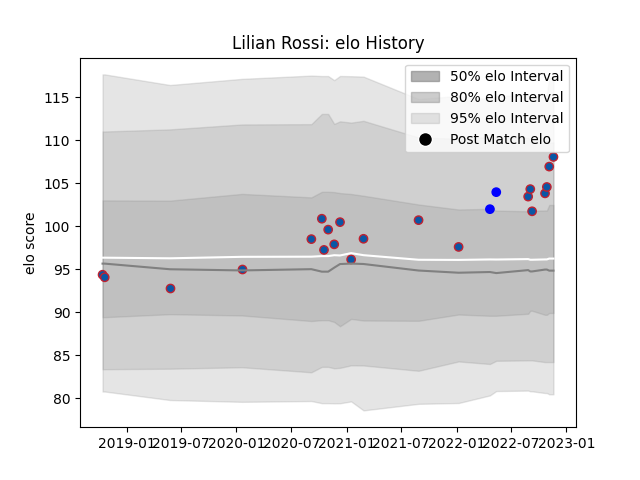 Lilian Rossi: elo History
50% elo Interval
80% elo Interval
95% elo Interval
Post Match elo
elo score
115
110
105
100
95
90
85
80
2019-01
2019-07
2020-01
2020-07
2021-01
2021-07
2022-01
2022-07
2023-01